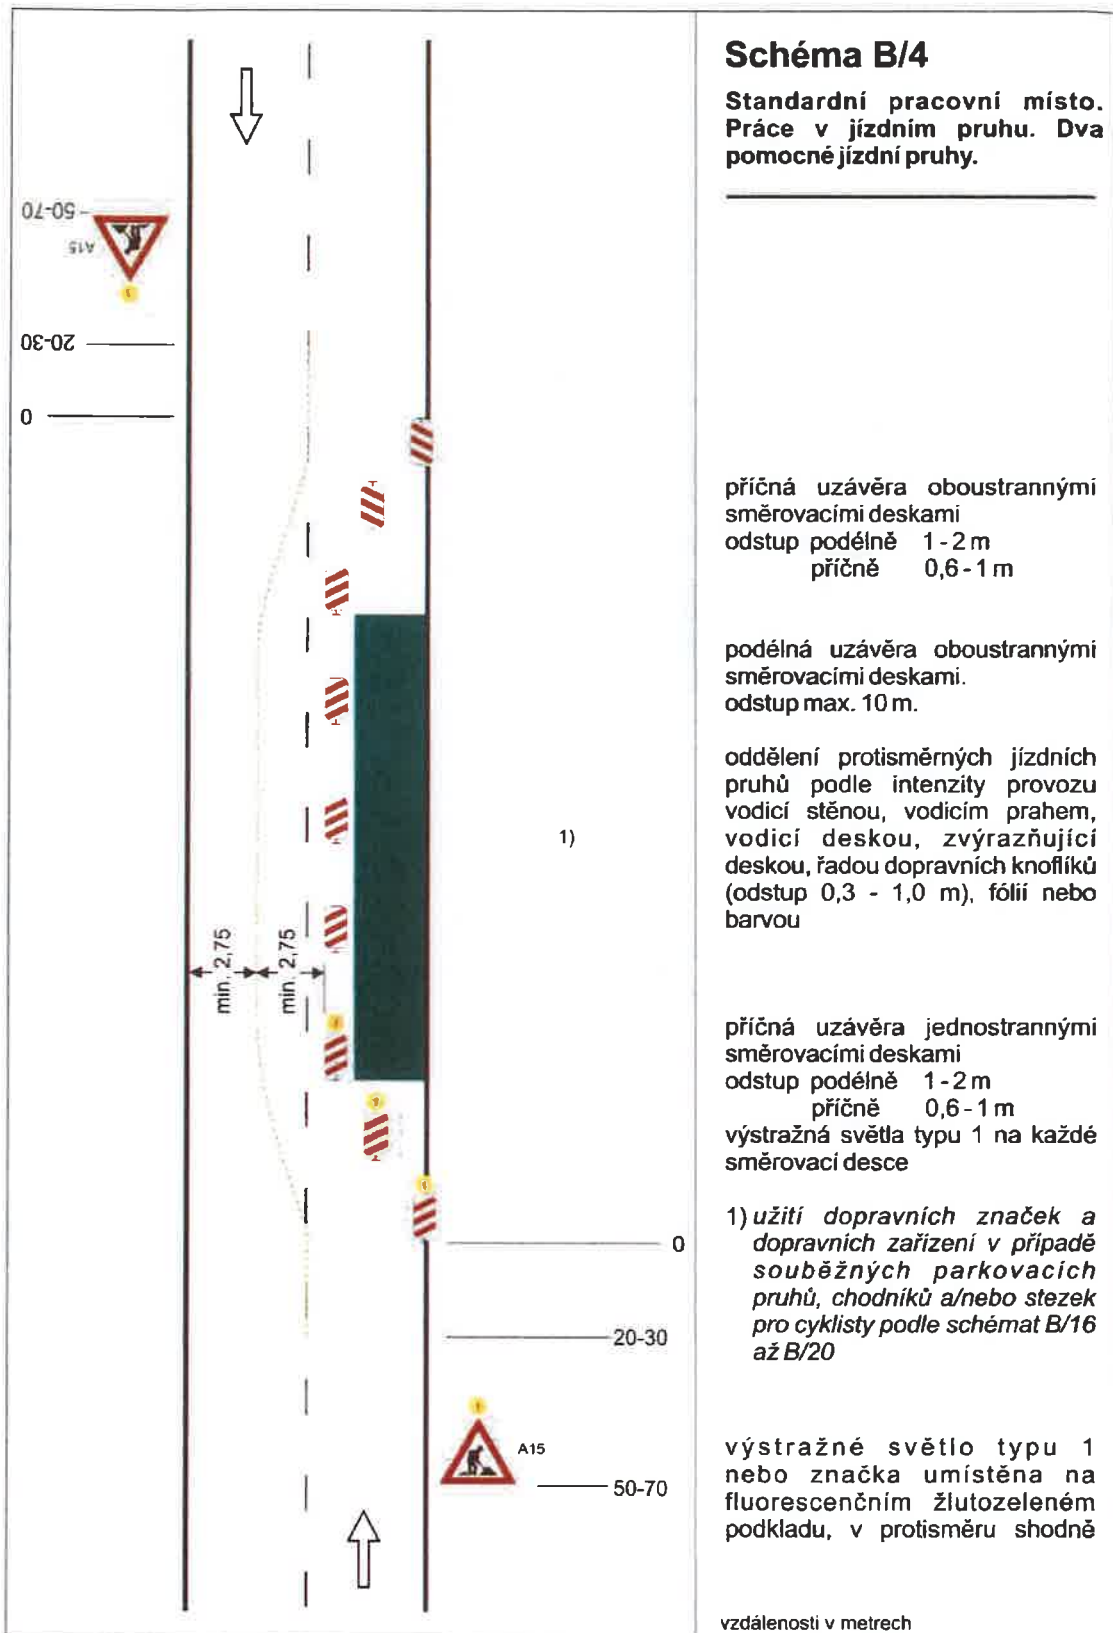 Schéma B/4
Standardní pracovní místo.
Práce v jízdním pruhu. Dva
pomocné jízdní pruhy.
50-70
A15
20-30
0
příčná uzávěra oboustrannými
směrovacími deskami
odstup podélně 1-2 m
příčně 0,6-1 m
podélná uzávěra oboustrannými
směrovacími deskami.
odstup max. 10 m.
oddělení protisměrných jízdních
pruhů podle intenzity provozu
vodicí stěnou, vodicím prahem,
vodicí deskou, zvýrazňující
deskou, řadou dopravních knoflíků
(odstup 0,3 - 1,0 m), fólií nebo
barvou
1)
min. 2,75
min. 2,75
příčná uzávěra jednostrannými
směrovacími deskami
odstup podélně 1-2 m
příčně 0,6-1 m
výstražná světla typu 1 na každé
směrovací desce
1) užití dopravních značek a
dopravních zařízení v případě
souběžných parkovacích
pruhů, chodníků a/nebo stezek
pro cyklisty podle schémat B/16
až B/20
0
20-30
A15
50-70
výstražné světlo typu 1
nebo značka umístěna na
fluorescenčním žlutozeleném
podkladu, v protisměru shodně
vzdálenosti v metrech